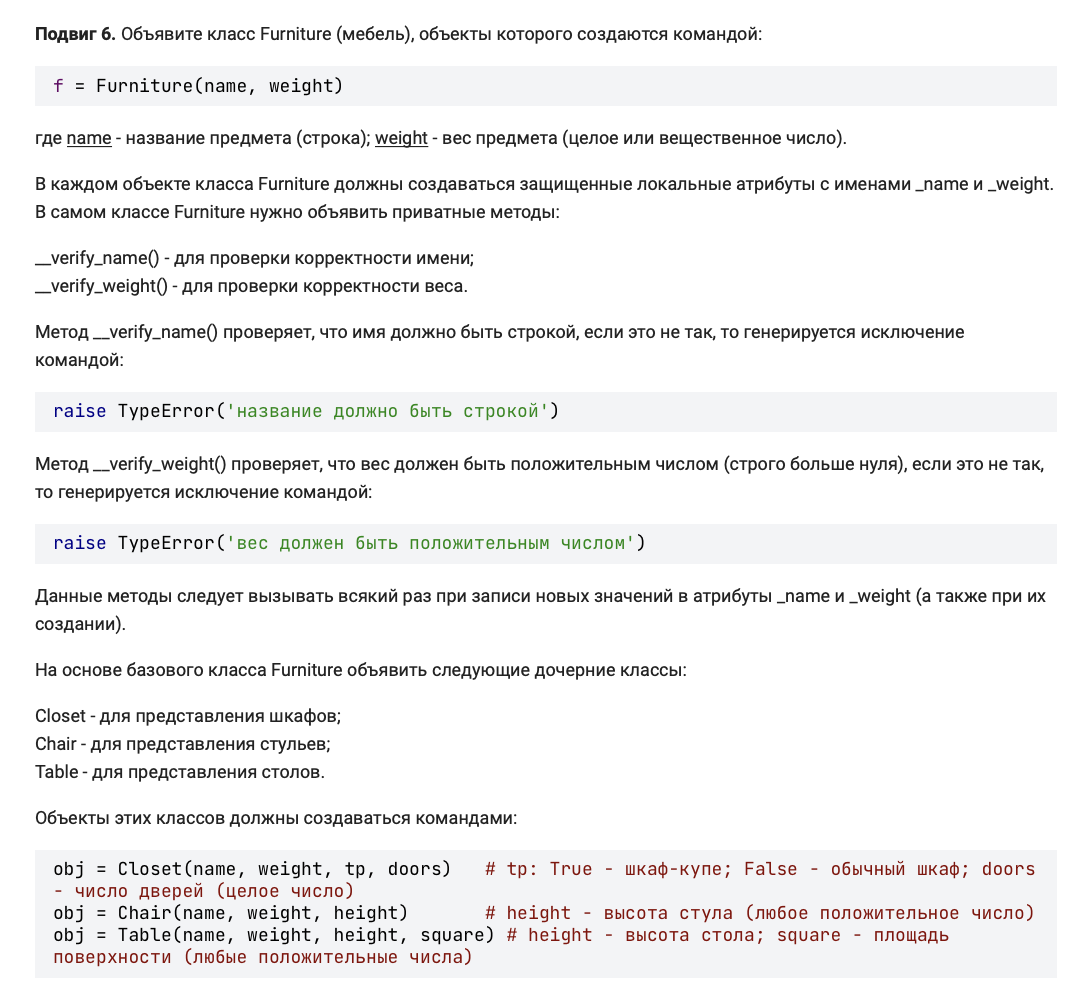 Подвиг 6. Объявите класс Furniture (мебель), объекты которого создаются командой:
f = Furniture(name, weight)
где name - название предмета (строка); weight - вес предмета (целое или вещественное число).
В каждом объекте класса Furniture должны создаваться защищенные локальные атрибуты с именами _name и _weight.
В самом классе Furniture нужно объявить приватные методы:
__verify_name() - для проверки корректности имени;
__verify_weight() - для проверки корректности веса.
Метод __verify_name() проверяет, что имя должно быть строкой, если это не так, то генерируется исключение
командой:
raise TypeError('название должно быть строкой')
Метод __verify_weight() проверяет, что вес должен быть положительным числом (строго больше нуля), если это не так,
то генерируется исключение командой:
raise TypeError('вес должен быть положительным числом')
Данные методы следует вызывать всякий раз при записи новых значений в атрибуты _name и _weight (а также при их
создании).
На основе базового класса Furniture объявить следующие дочерние классы:
Closet - для представления шкафов;
Chair - для представления стульев;
Table - для представления столов.
Объекты этих классов должны создаваться командами:
obj = Closet(name, weight, tp, doors)   # tp: True - шкаф-купе; False - обычный шкаф; doors
- число дверей (целое число)
obj = Chair(name, weight, height)       # height - высота стула (любое положительное число)
obj = Table(name, weight, height, square) # height - высота стола; square - площадь
поверхности (любые положительные числа)